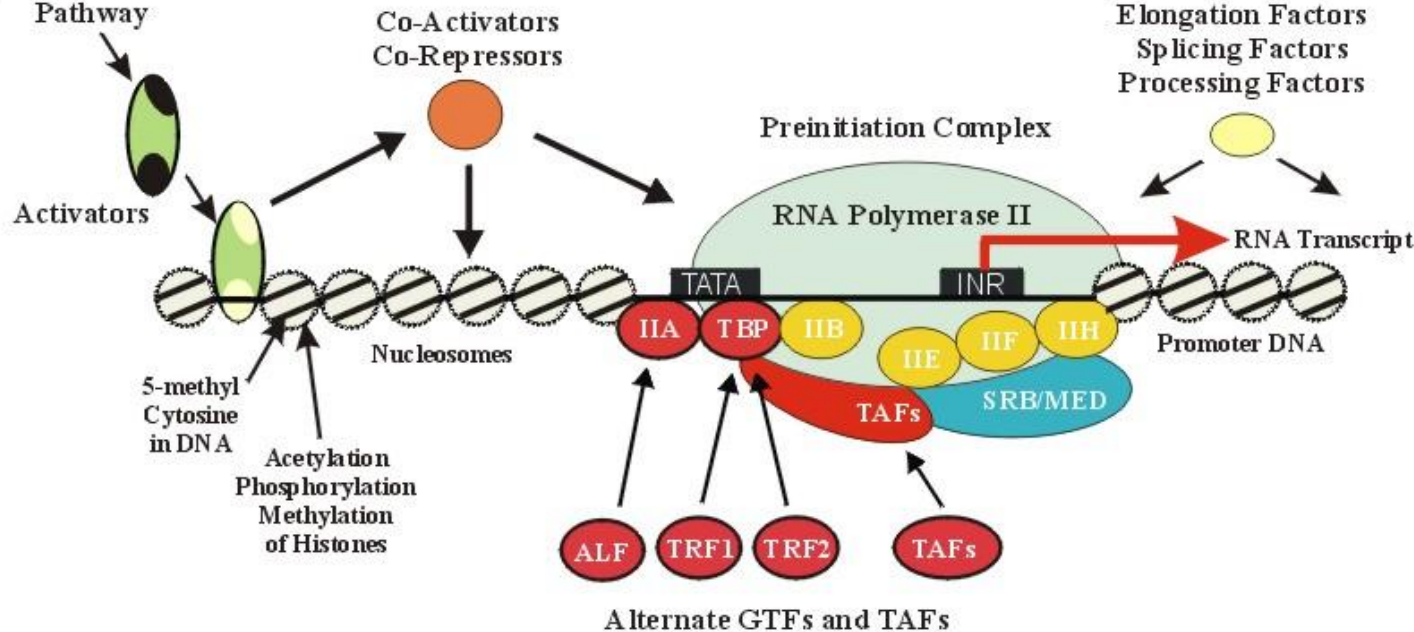 Pathway
Activators
Co-Activators
Co-Repressors
Elongation Factors
Splicing Factors
Processing Factors
Preinitiation Complex
RNA Polymerase II
RNA Transcript
TATA
INR
IIA
TBP
IIB
IIE
IIF
IIH
Nucleosomes
Promoter DNA
5-methyl
Cytosine
in DNA
Acetylation
Phosphorylation
Methylation
of Histones
TAFs
SRB/MED
ALF
TRF1
TRF2
TAFs
Alternate GTFs and TAFs